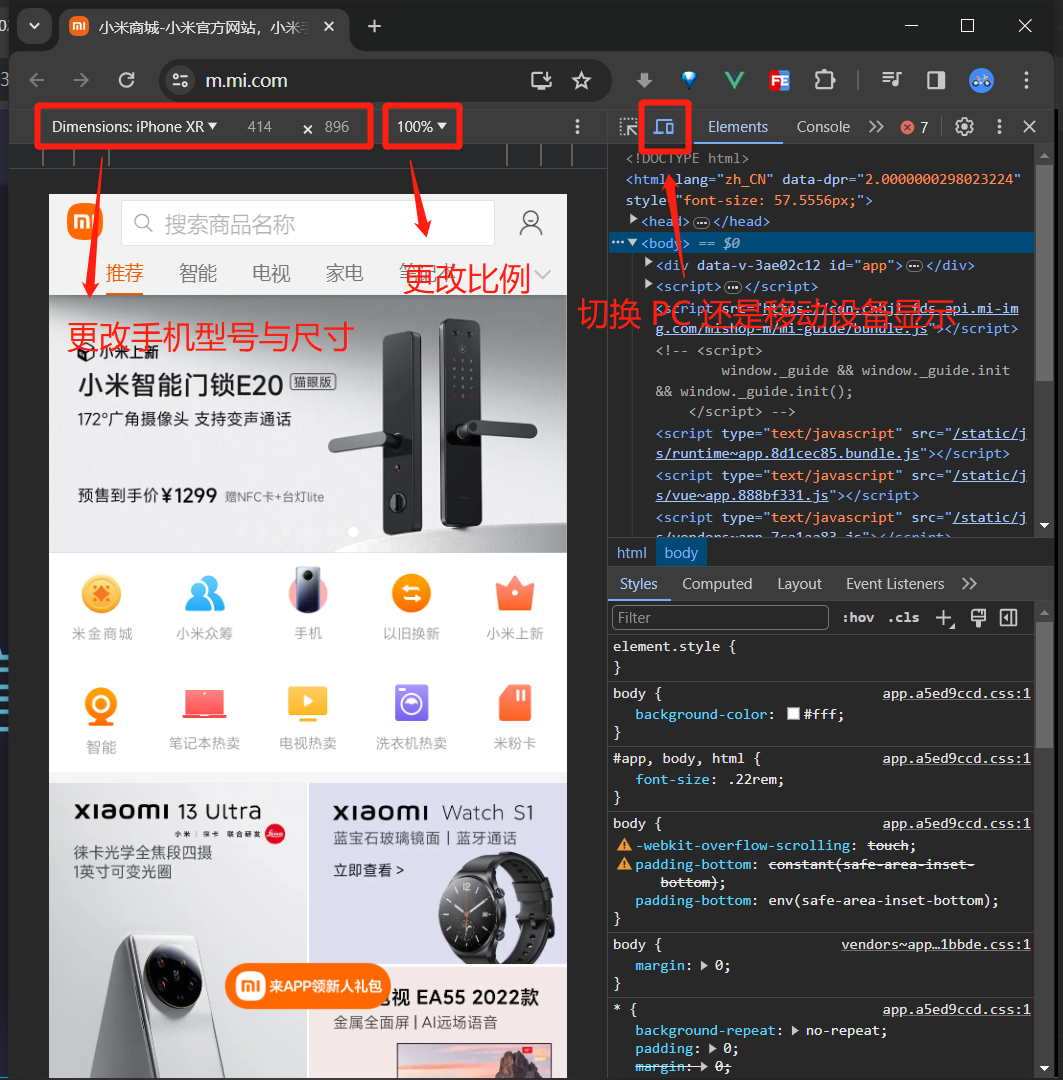 小米商城-小米官方网站，小米手
m.mi.com
Dimensions: iPhone XR 414 × 896 100%
Elements Console 7
更改比例
更改手机型号与尺寸
切换 PC 还是移动设备显示
搜索商品名称
推荐 智能 电视 家电 笔记本
小米上新
小米智能门锁E20 猫眼版
172°广角摄像头 支持变声通话
预售到手价¥1299 赠NFC卡+台灯lite
米金商城 小米众筹 手机 以旧换新 小米上新
智能 笔记本热卖 电视热卖 洗衣机热卖 米粉卡
XIAOMI 13 Ultra
小米 | 徕卡 联合研发 Leica
徕卡光学全焦段四摄
1英寸可变光圈
XIAOMI Watch S1
蓝宝石玻璃镜面 | 蓝牙通话
立即查看 >
来APP领新人礼包
电视 EA55 2022款
金属全面屏 | AI远场语音
<!DOCTYPE html>
<html lang="zh_CN" data-dpr="2.0000000298023224"
style="font-size: 57.5556px;">
<head> ••• </head>
••• <body> == $0
<div data-v-3ae02c12 id="app"> ••• </div>
<script> ••• </script>
<script src="https://cdn.cnbj1.fds.api.mi-im
g.com/mishop-m/mi-guide/bundle.js"></script>
<!-- <script>
window._guide && window._guide.init
&& window._guide.init();
</script> -->
<script type="text/javascript" src="/static/j
s/runtime~app.8d1cec85.bundle.js"></script>
<script type="text/javascript" src="/static/j
s/vue~app.888bf331.js"></script>
<script type="text/javascript" src="/static/j
html body
Styles Computed Layout Event Listeners
Filter :hov .cls
element.style {
}
body { app.a5ed9ccd.css:1
background-color: #fff;
}
#app, body, html { app.a5ed9ccd.css:1
font-size: .22rem;
}
body { app.a5ed9ccd.css:1
-webkit-overflow-scrolling: touch;
padding-bottom: constant(safe-area-inset-
bottom);
padding-bottom: env(safe-area-inset-bottom);
}
body { vendors~app…1bbde.css:1
margin: 0;
}
* { app.a5ed9ccd.css:1
background-repeat: no-repeat;
padding: 0;
margin: 0;